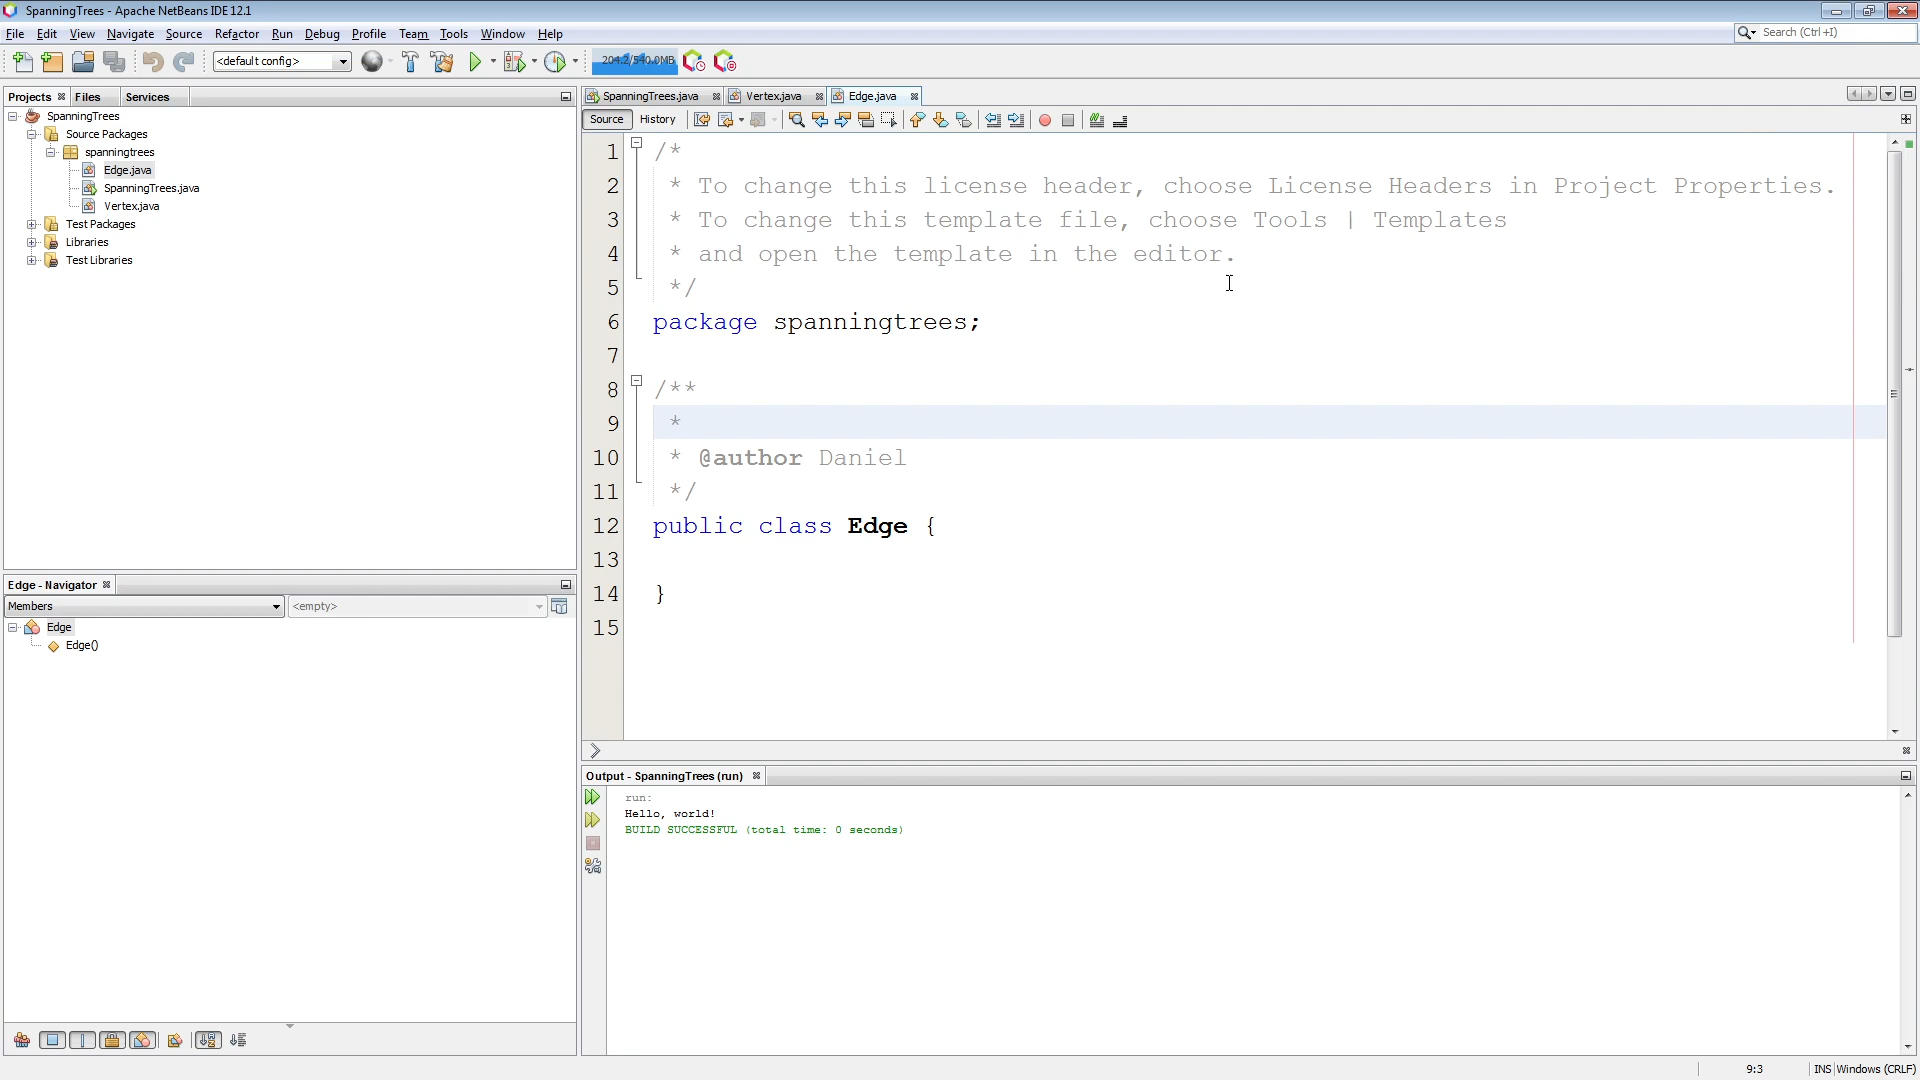 SpanningTrees - Apache NetBeans IDE 12.1
File Edit View Navigate Source Refactor Run Debug Profile Team Tools Window Help
Search (Ctrl+I)
<default config>
204.2/540.0MB
Projects Files Services
SpanningTrees
Source Packages
spanningtrees
Edge.java
SpanningTrees.java
Vertex.java
Test Packages
Libraries
Test Libraries
Edge - Navigator
Members <empty>
Edge
Edge()
SpanningTrees.java Vertex.java Edge.java
Source History
1 /*
2 * To change this license header, choose License Headers in Project Properties.
3 * To change this template file, choose Tools | Templates
4 * and open the template in the editor.
5 */
6 package spanningtrees;
7
8 /**
9 *
10 * @author Daniel
11 */
12 public class Edge {
13
14 }
15
Output - SpanningTrees (run)
run:
Hello, world!
BUILD SUCCESSFUL (total time: 0 seconds)
9:3 INS Windows (CRLF)